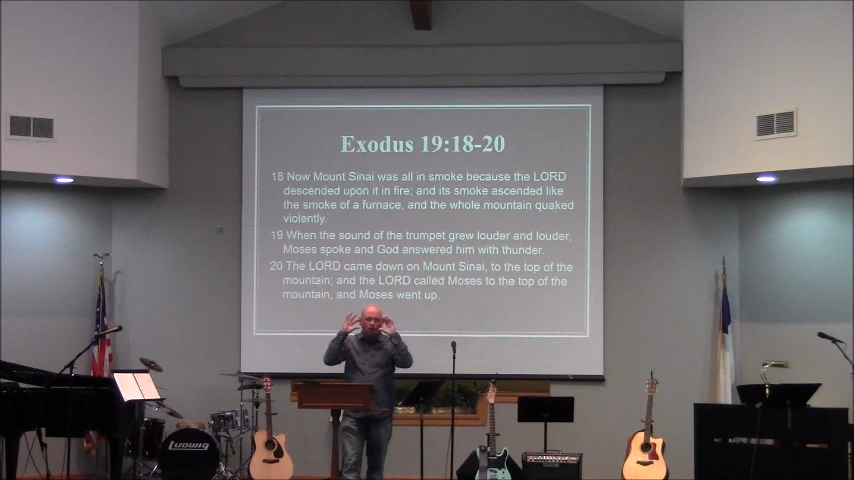 Exodus 19:18-20
18 Now Mount Sinai was all in smoke because the LORD
descended upon it in fire; and its smoke ascended like
the smoke of a furnace, and the whole mountain quaked
violently.
19 When the sound of the trumpet grew louder and louder,
Moses spoke and God answered him with thunder.
20 The LORD came down on Mount Sinai, to the top of the
mountain; and the LORD called Moses to the top of the
mountain, and Moses went up.
LUDWIG